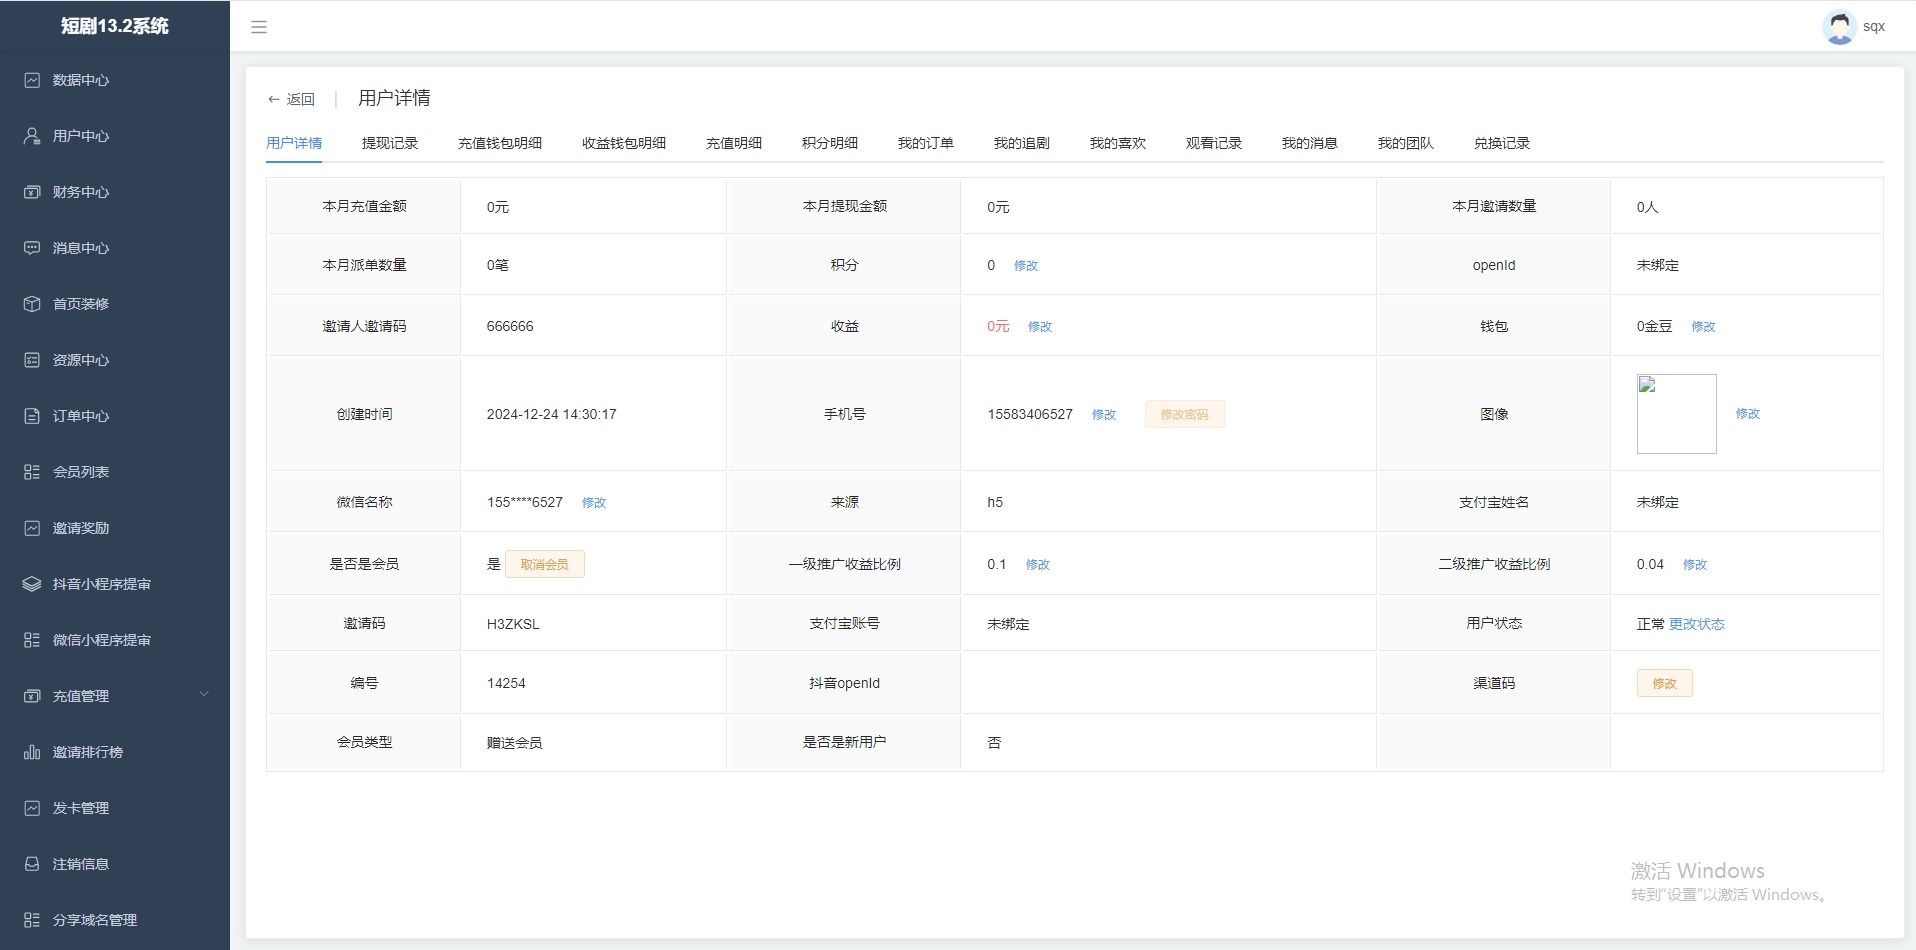 短剧13.2系统
sqx
数据中心
用户中心
财务中心
消息中心
首页装修
资源中心
订单中心
会员列表
邀请奖励
抖音小程序提审
微信小程序提审
充值管理
邀请排行榜
发卡管理
注销信息
分享域名管理
返回 用户详情
用户详情 提现记录 充值钱包明细 收益钱包明细 充值明细 积分明细 我的订单 我的追剧 我的喜欢 观看记录 我的消息 我的团队 兑换记录
本月充值金额 0元 本月提现金额 0元 本月邀请数量 0人
本月派单数量 0笔 积分 0 修改 openId 未绑定
邀请人邀请码 666666 收益 0元 修改 钱包 0金豆 修改
创建时间 2024-12-24 14:30:17 手机号 15583406527 修改 修改密码 图像 修改
微信名称 155****6527 修改 来源 h5 支付宝姓名 未绑定
是否是会员 是 取消会员 一级推广收益比例 0.1 修改 二级推广收益比例 0.04 修改
邀请码 H3ZKSL 支付宝账号 未绑定 用户状态 正常 更改状态
编号 14254 抖音openId 渠道码 修改
会员类型 赠送会员 是否是新用户 否
激活 Windows
转到“设置”以激活 Windows。